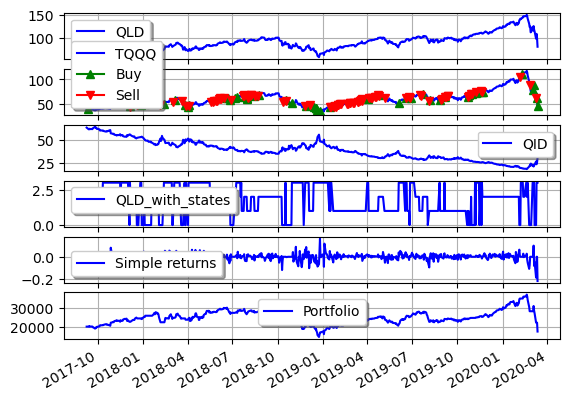 150
100
QLD
TQQQ
Buy
Sell
100
50
50
25
QID
2.5
0.0
QLD_with_states
0.0
−0.2
Simple returns
30000
20000
Portfolio
2017-10
2018-01
2018-04
2018-07
2018-10
2019-01
2019-04
2019-07
2019-10
2020-01
2020-04